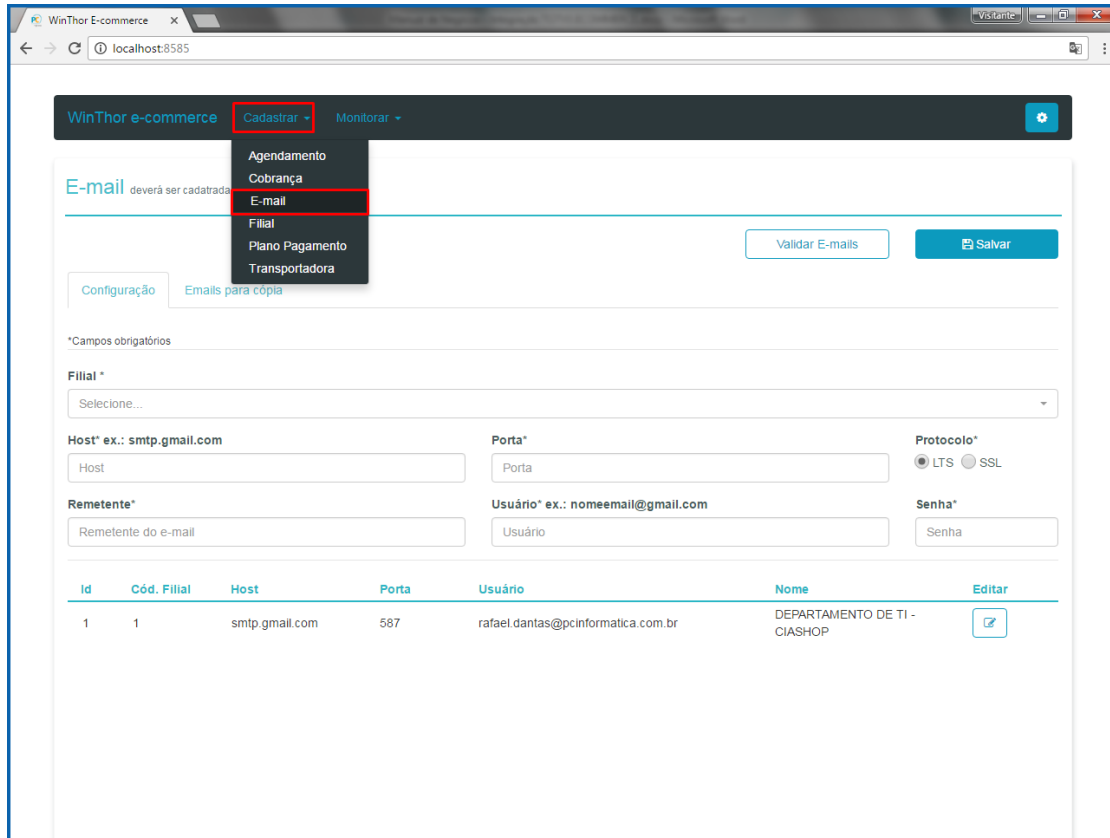 WinThor E-commerce
Visitante
localhost:8585
WinThor e-commerce Cadastrar Monitorar
Agendamento
Cobrança
E-mail
Filial
Plano Pagamento
Transportadora
E-mail deverá ser cadatrada
Validar E-mails Salvar
Configuração Emails para cópia
*Campos obrigatórios
Filial *
Selecione...
Host* ex.: smtp.gmail.com Porta* Protocolo*
Host Porta LTS SSL
Remetente* Usuário* ex.: nomeemail@gmail.com Senha*
Remetente do e-mail Usuário Senha
Id Cód. Filial Host Porta Usuário Nome Editar
1 1 smtp.gmail.com 587 rafael.dantas@pcinformatica.com.br DEPARTAMENTO DE TI -
CIASHOP